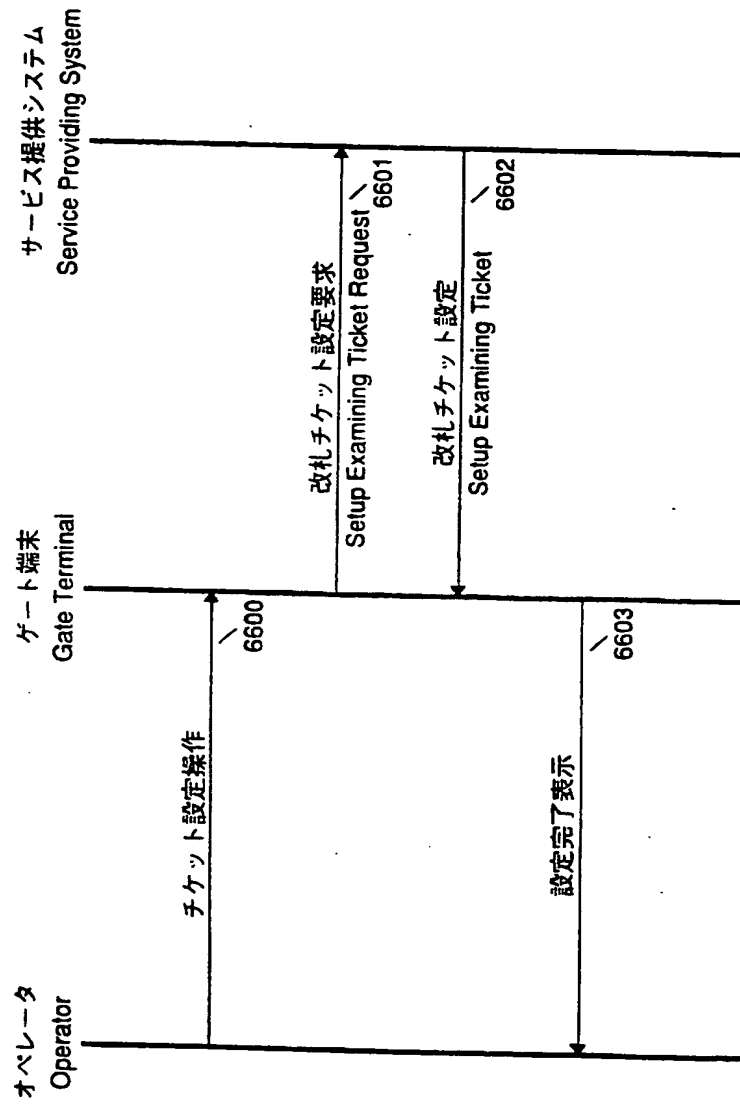 オペレータ
Operator
ゲート端末
Gate Terminal
サービス提供システム
Service Providing System
チケット設定操作
6600
改札チケット設定要求
Setup Examining Ticket Request
6601
改札チケット設定
Setup Examining Ticket
6602
設定完了表示
6603